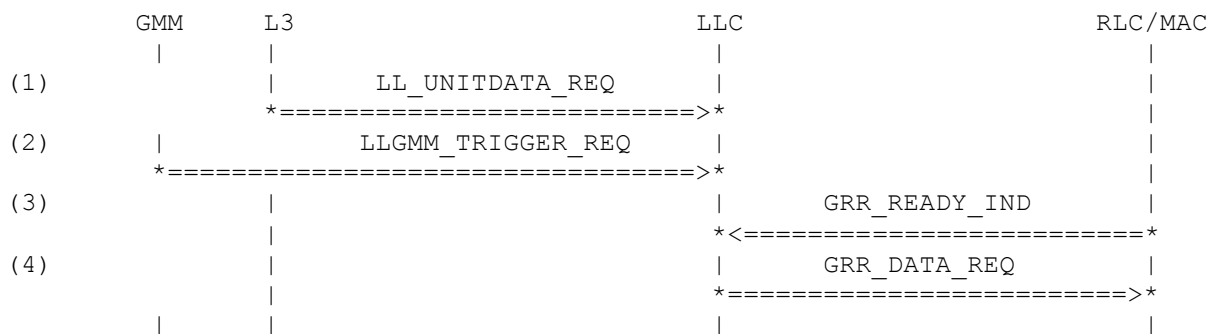 GMM L3 LLC RLC/MAC
(1) LL_UNITDATA_REQ
(2) LLGMM_TRIGGER_REQ
(3) GRR_READY_IND
(4) GRR_DATA_REQ